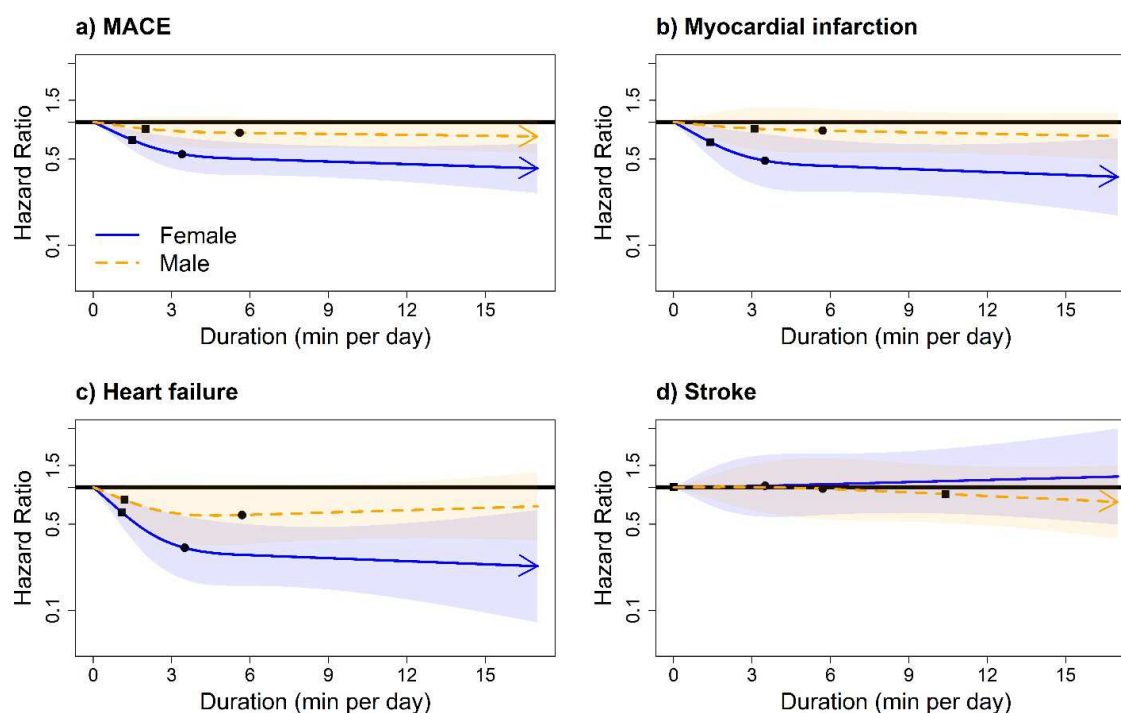 a) MACE
Hazard Ratio
1.5
0.5
0.1
Female
Male
0 3 6 9 12 15
Duration (min per day)
b) Myocardial infarction
Hazard Ratio
1.5
0.5
0.1
0 3 6 9 12 15
Duration (min per day)
c) Heart failure
Hazard Ratio
1.5
0.5
0.1
0 3 6 9 12 15
Duration (min per day)
d) Stroke
Hazard Ratio
1.5
0.5
0.1
0 3 6 9 12 15
Duration (min per day)